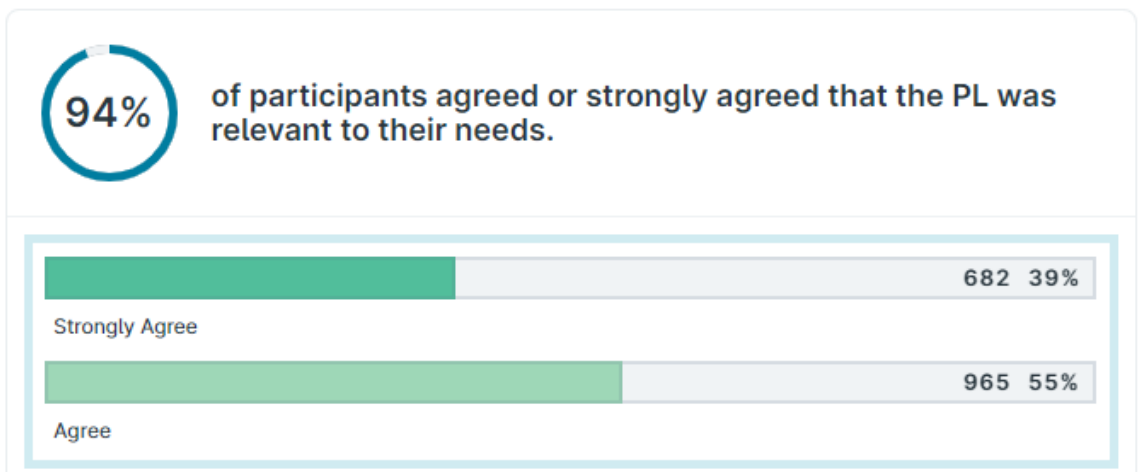 94%
of participants agreed or strongly agreed that the PL was
relevant to their needs.
682 39%
Strongly Agree
965 55%
Agree